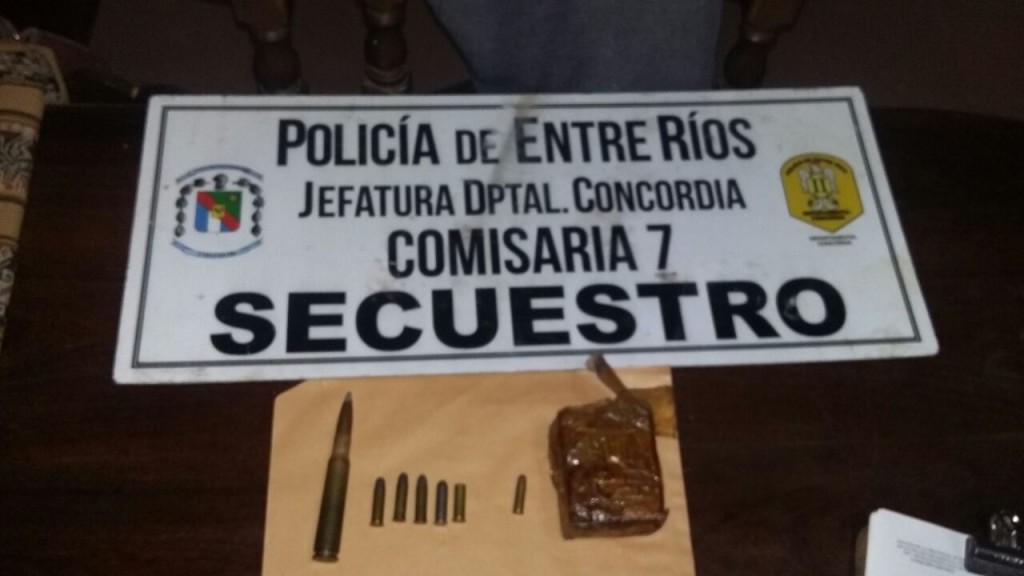 POLICÍA DE ENTRE RÍOS
JEFATURA DPTAL. CONCORDIA
COMISARIA 7
SECUESTRO